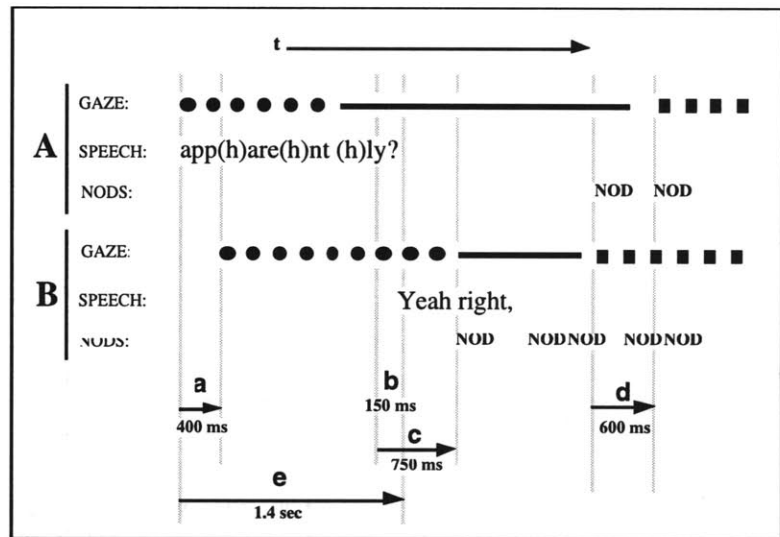 t
A
GAZE:
SPEECH: app(h)are(h)nt (h)ly?
NODS: NOD NOD
B
GAZE:
SPEECH: Yeah right,
NODS: NOD NOD NOD NOD NOD
a
400 ms
b
150 ms
c
750 ms
d
600 ms
e
1.4 sec